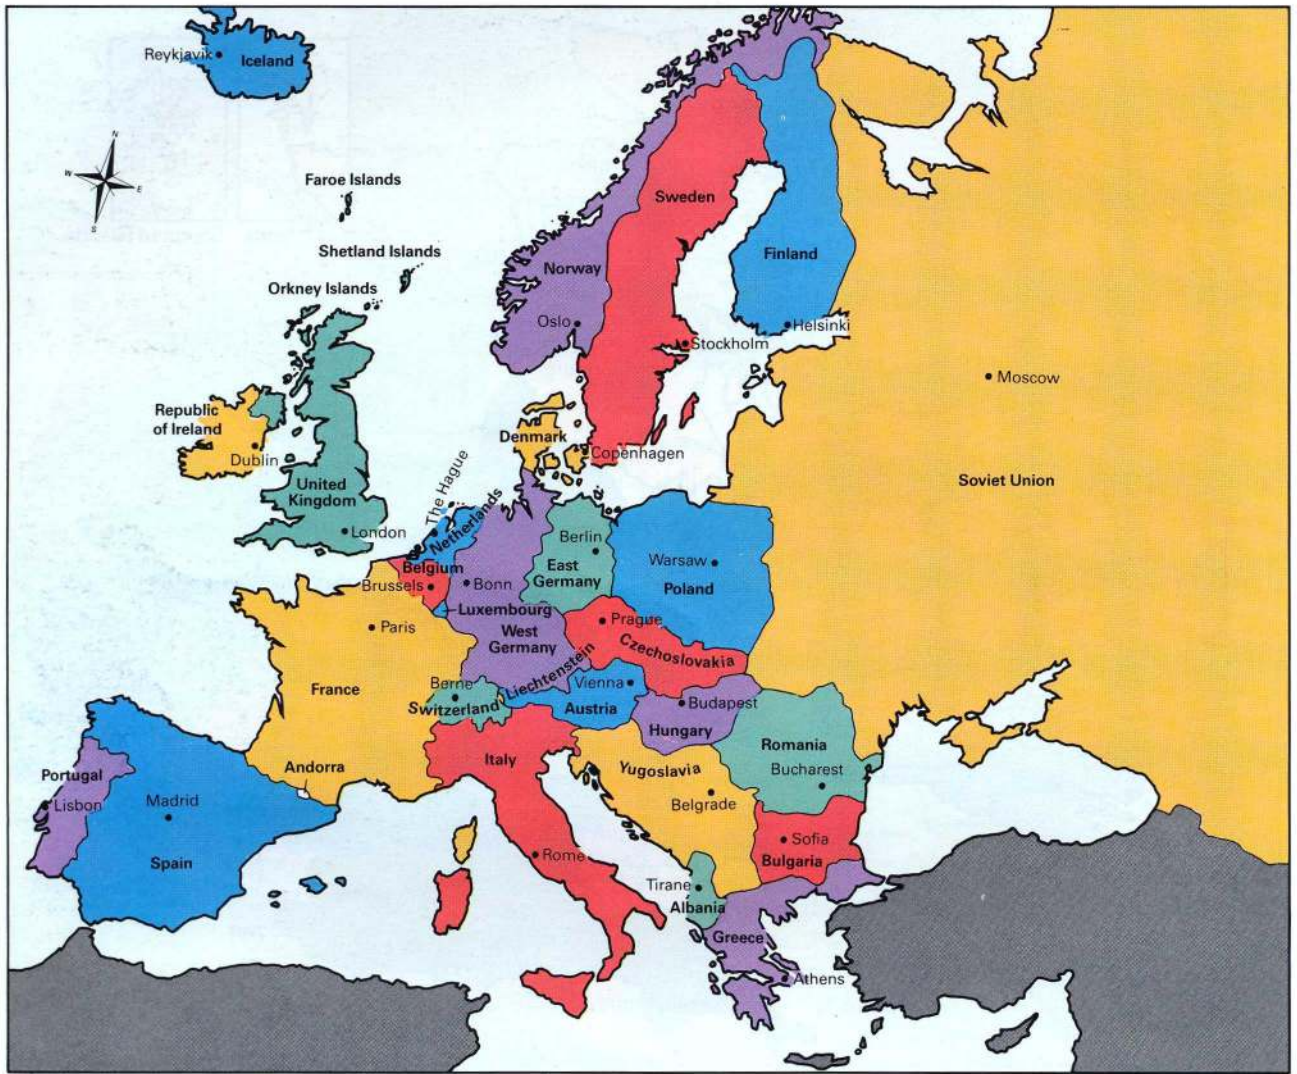 Reykjavik
Iceland
N
W
E
S
Faroe Islands
Shetland Islands
Orkney Islands
Sweden
Norway
Finland
Oslo
Helsinki
Stockholm
Moscow
Republic
of Ireland
Dublin
Denmark
Copenhagen
United
Kingdom
London
The Hague
Netherlands
Soviet Union
Berlin
East
Germany
Warsaw
Poland
Belgium
Brussels
Bonn
Luxembourg
West
Germany
Paris
Prague
Czechoslovakia
France
Berne
Switzerland
Liechtenstein
Vienna
Austria
Budapest
Hungary
Romania
Bucharest
Italy
Yugoslavia
Belgrade
Andorra
Portugal
Lisbon
Madrid
Spain
Rome
Sofia
Bulgaria
Tirane
Albania
Greece
Athens